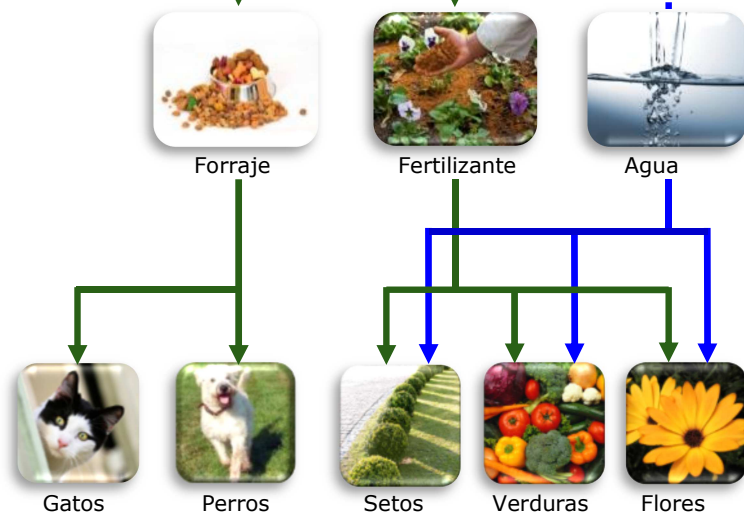 Forraje
Fertilizante
Agua
Gatos
Perros
Setos
Verduras
Flores